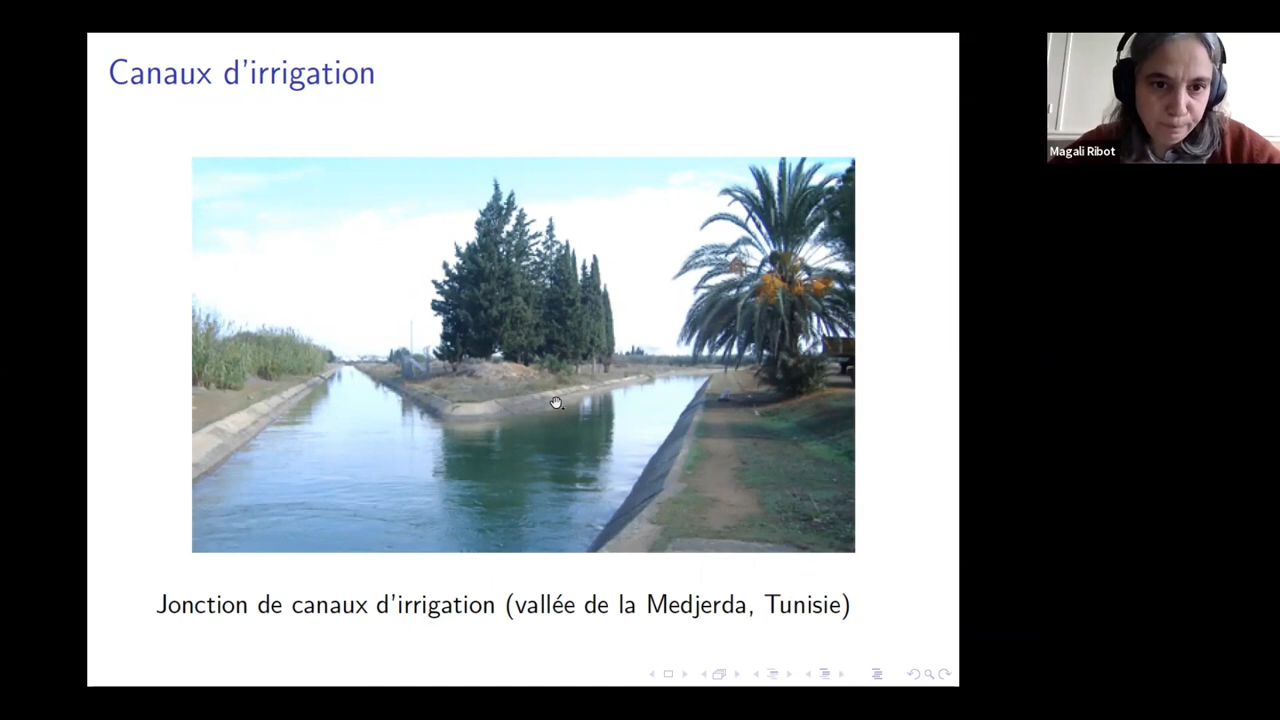 Canaux d'irrigation
Magali Ribot
Jonction de canaux d'irrigation (vallée de la Medjerda, Tunisie)